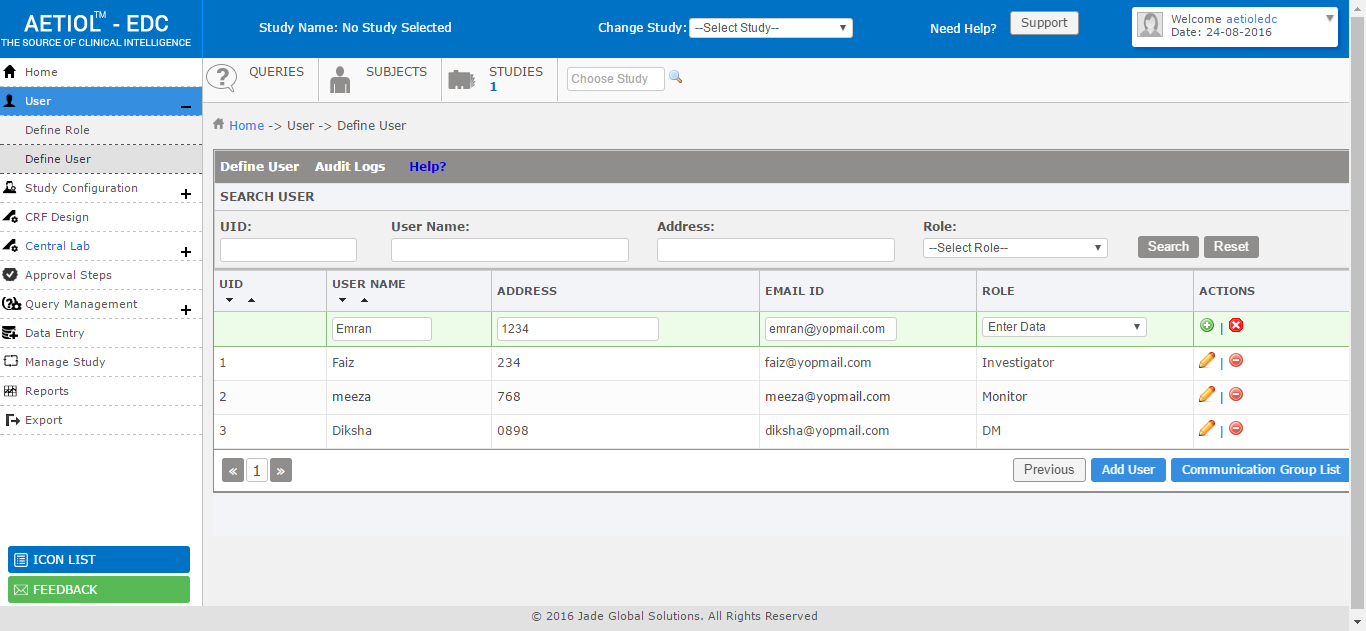 AETIOL™ - EDC
THE SOURCE OF CLINICAL INTELLIGENCE
Study Name: No Study Selected
Change Study: --Select Study--
Need Help? Support
Welcome aetioledc
Date: 24-08-2016
Home
User
Define Role
Define User
Study Configuration
CRF Design
Central Lab
Approval Steps
Query Management
Data Entry
Manage Study
Reports
Export
ICON LIST
FEEDBACK
QUERIES
SUBJECTS
STUDIES
1
Choose Study
Home -> User -> Define User
Define User Audit Logs Help?
SEARCH USER
UID: User Name: Address: Role:
--Select Role-- Search Reset
UID USER NAME ADDRESS EMAIL ID ROLE ACTIONS
Emran 1234 emran@yopmail.com Enter Data |
1 Faiz 234 faiz@yopmail.com Investigator |
2 meeza 768 meeza@yopmail.com Monitor |
3 Diksha 0898 diksha@yopmail.com DM |
« 1 » Previous Add User Communication Group List
© 2016 Jade Global Solutions. All Rights Reserved